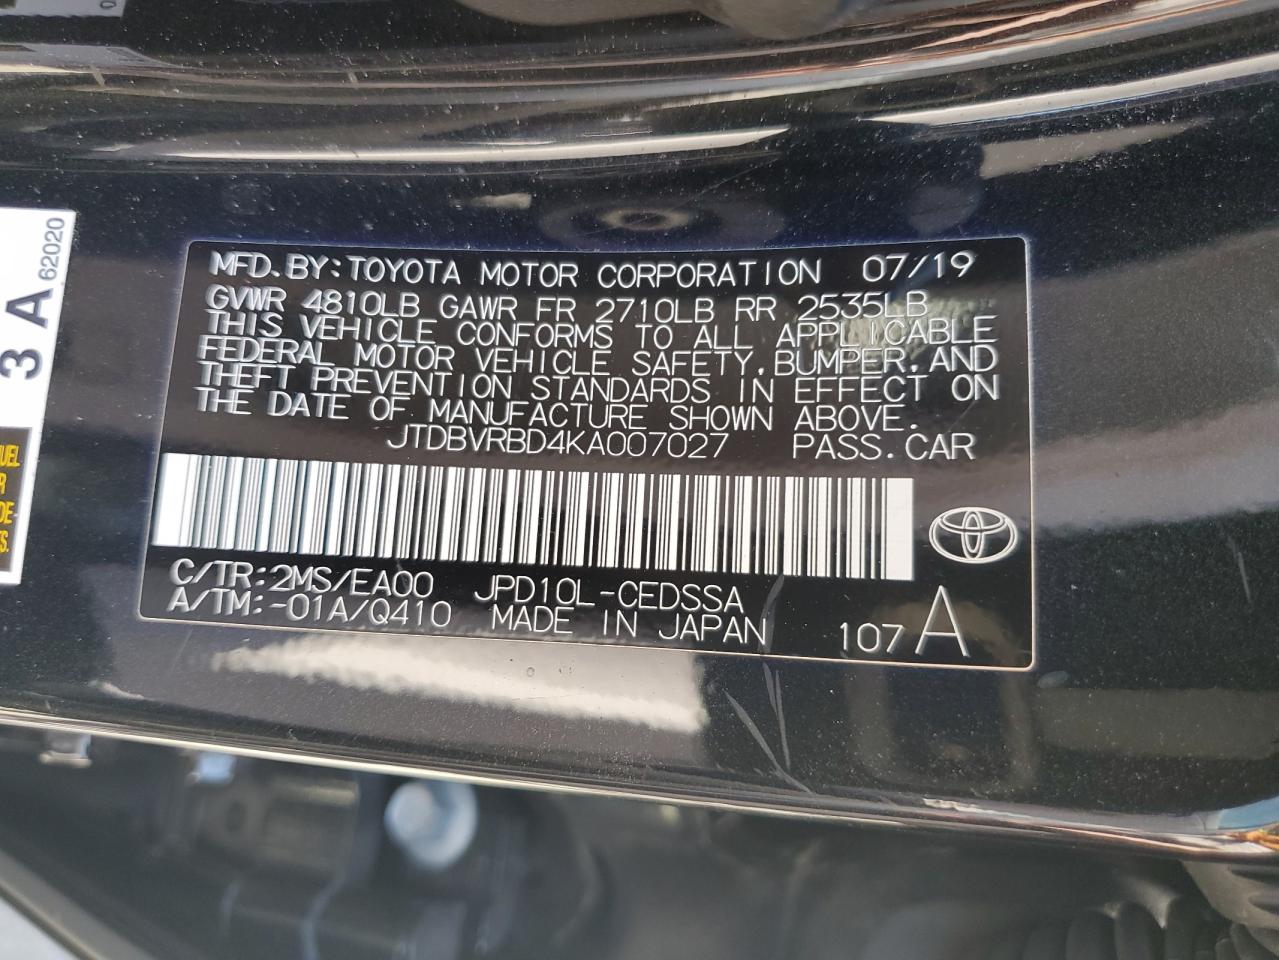 MFD.BY:TOYOTA MOTOR CORPORATION 07/19
GVWR 4810LB GAWR FR 2710LB RR 2535LB
THIS VEHICLE CONFORMS TO ALL APPLICABLE
FEDERAL MOTOR VEHICLE SAFETY, BUMPER, AND
THEFT PREVENTION STANDARDS IN EFFECT ON
THE DATE OF MANUFACTURE SHOWN ABOVE.
JTDBVRBD4KA007027 PASS.CAR
C/TR:2MS/EA00 JPD10L-CEDSSA
A/TM:-01A/Q410 MADE IN JAPAN 107 A
3 A 62020